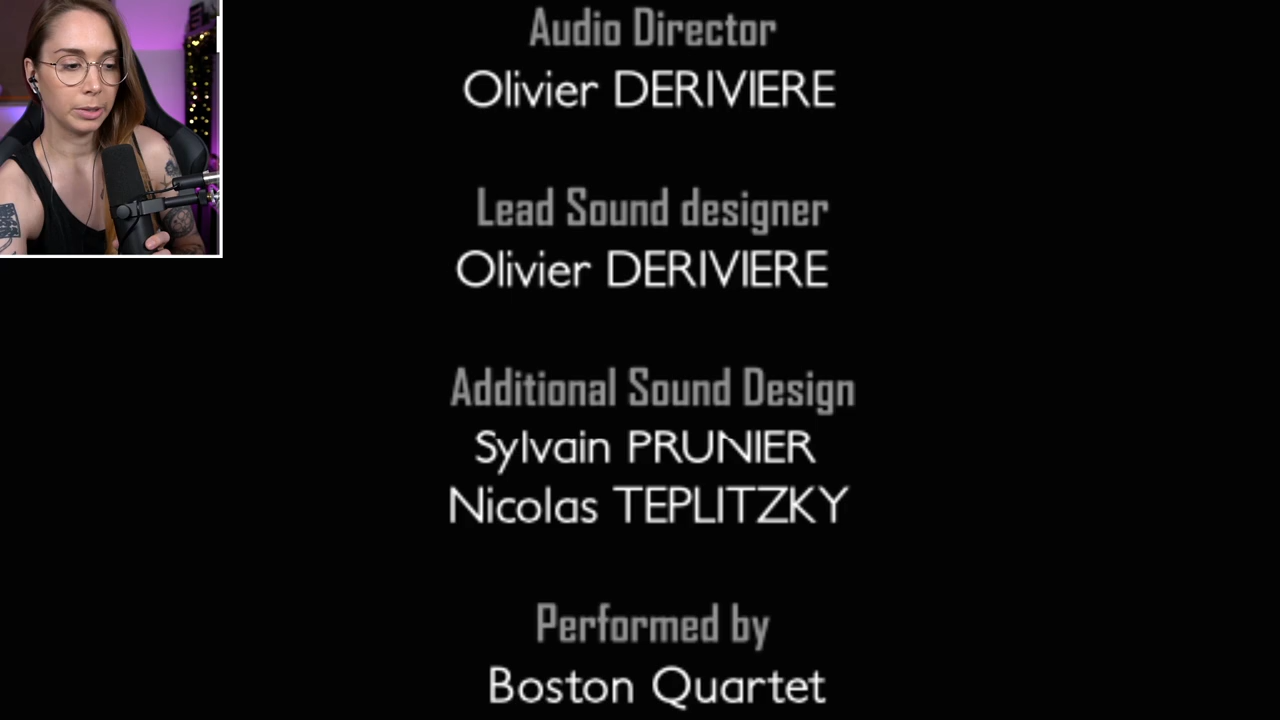 Audio Director
Olivier DERIVIERE
Lead Sound designer
Olivier DERIVIERE
Additional Sound Design
Sylvain PRUNIER
Nicolas TEPLITZKY
Performed by
Boston Quartet